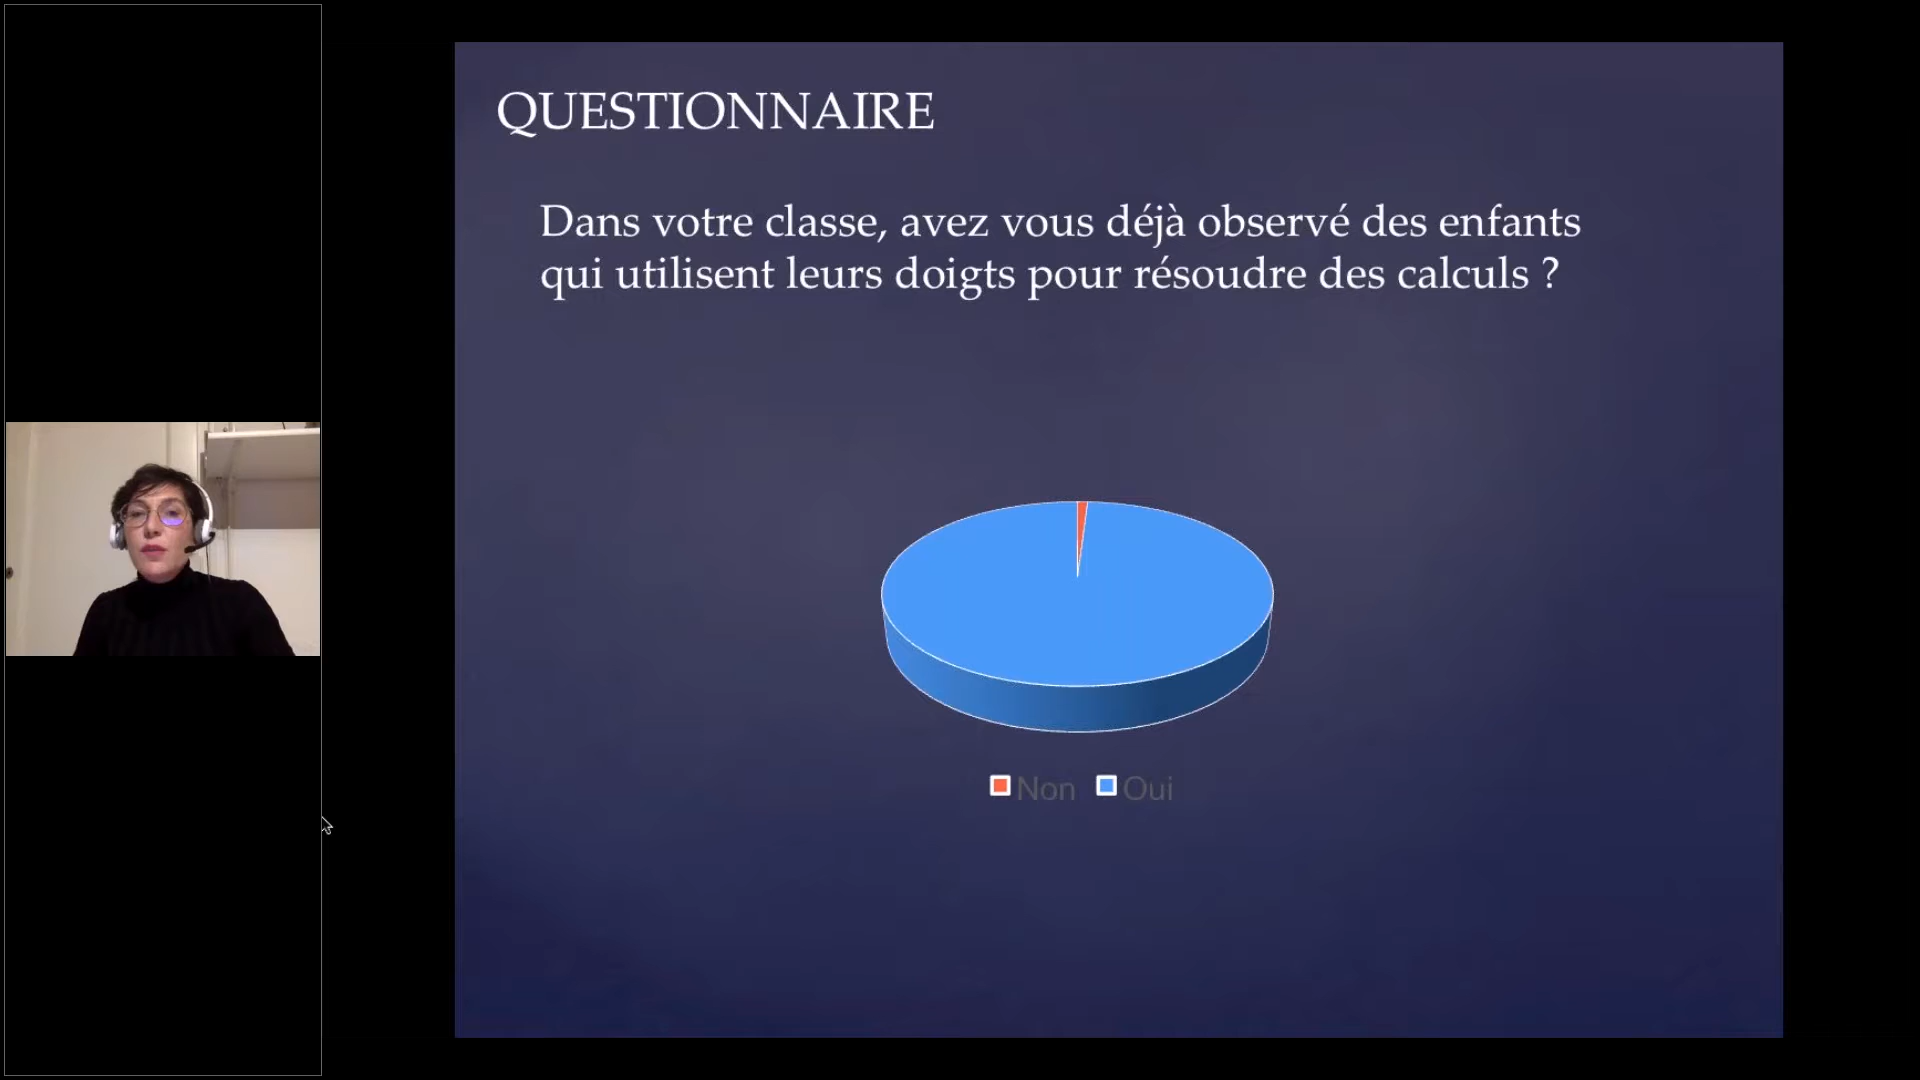 QUESTIONNAIRE
Dans votre classe, avez vous déjà observé des enfants
qui utilisent leurs doigts pour résoudre des calculs ?
Non Oui